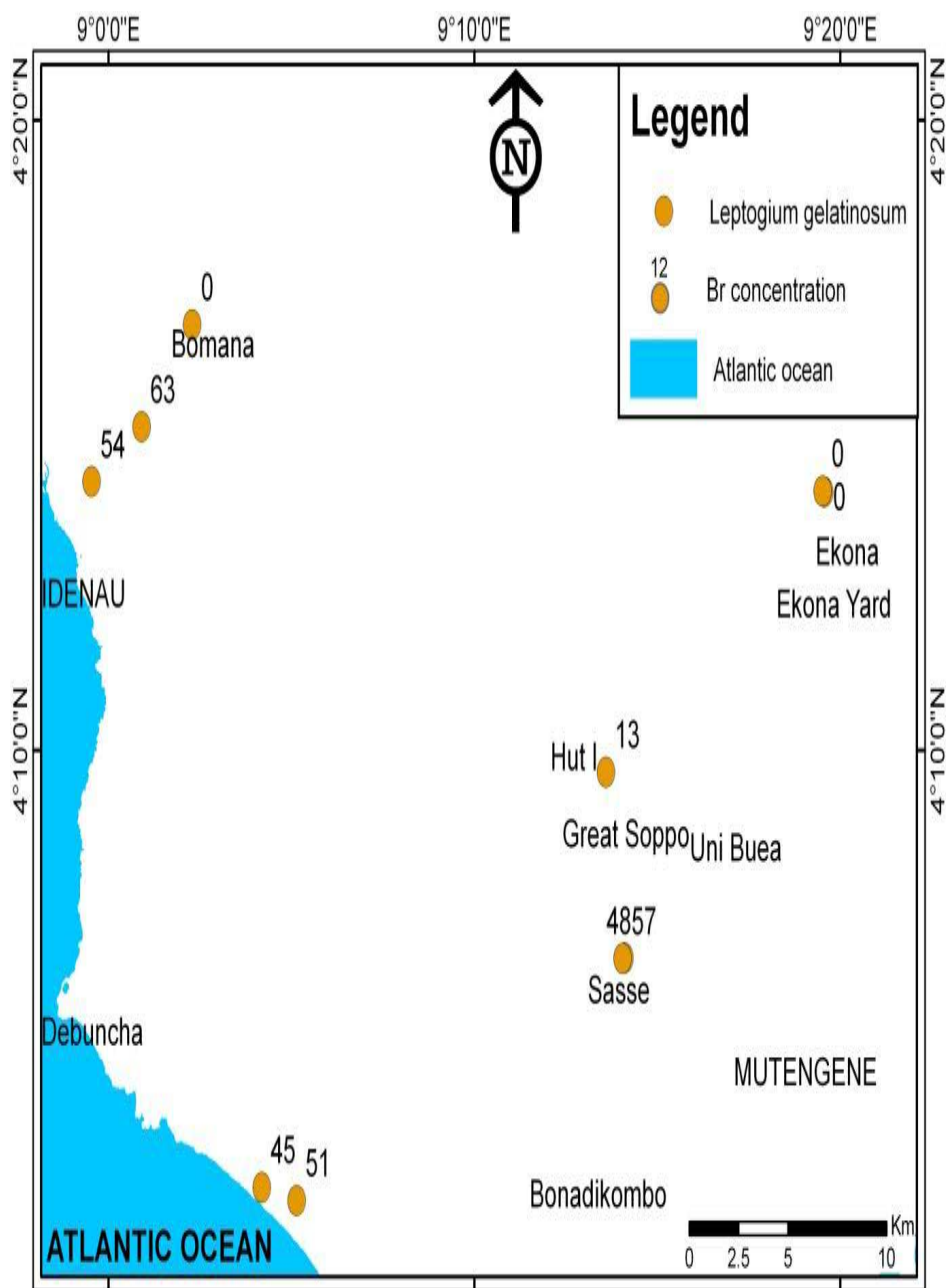 9°0'0"E 9°10'0"E 9°20'0"E
4°20'0"N 4°20'0"N
N
Legend
Leptogium gelatinosum
12
Br concentration
Atlantic ocean
0
Bomana
63
54
0
0
Ekona
IDENAU
Ekona Yard
4°10'0"N 4°10'0"N
13
Hut I
Great Soppo Uni Buea
4857
Sasse
Debuncha
MUTENGENE
45
51
Bonadikombo
ATLANTIC OCEAN
Km
0 2.5 5 10